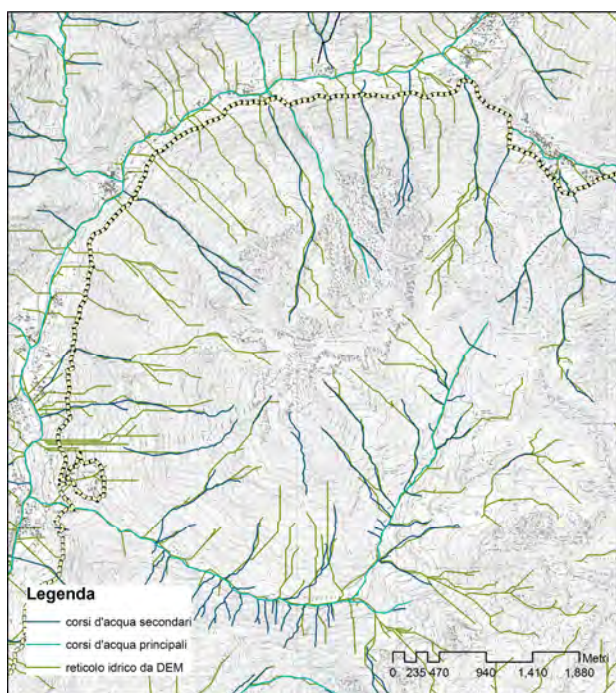 Legenda
corsi d'acqua secondari
corsi d'acqua principali
reticolo idrico da DEM
Metri
0 235 470 940 1,410 1,880